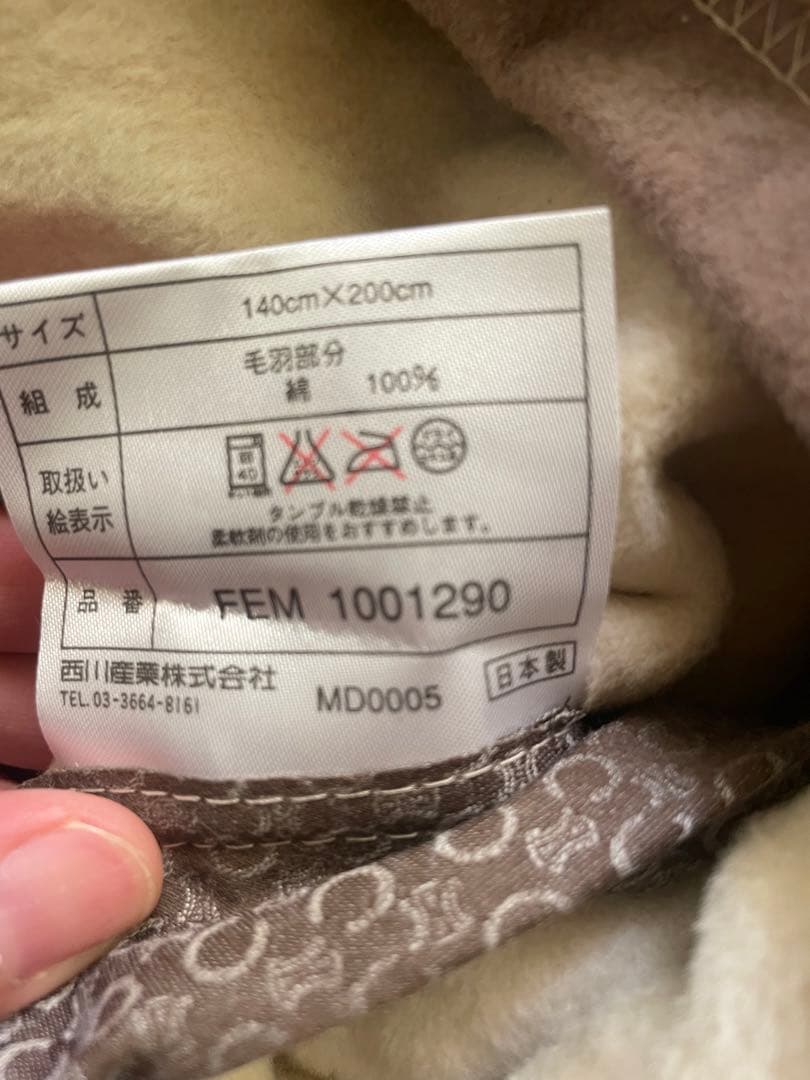 サイズ 140cm×200cm
組成 毛羽部分
綿 100%
取扱い
絵表示
40
タンブル乾燥禁止
柔軟剤の使用をおすすめします。
品番 FEM 1001290
西川産業株式会社
TEL.03-3664-8161
MD0005
日本製